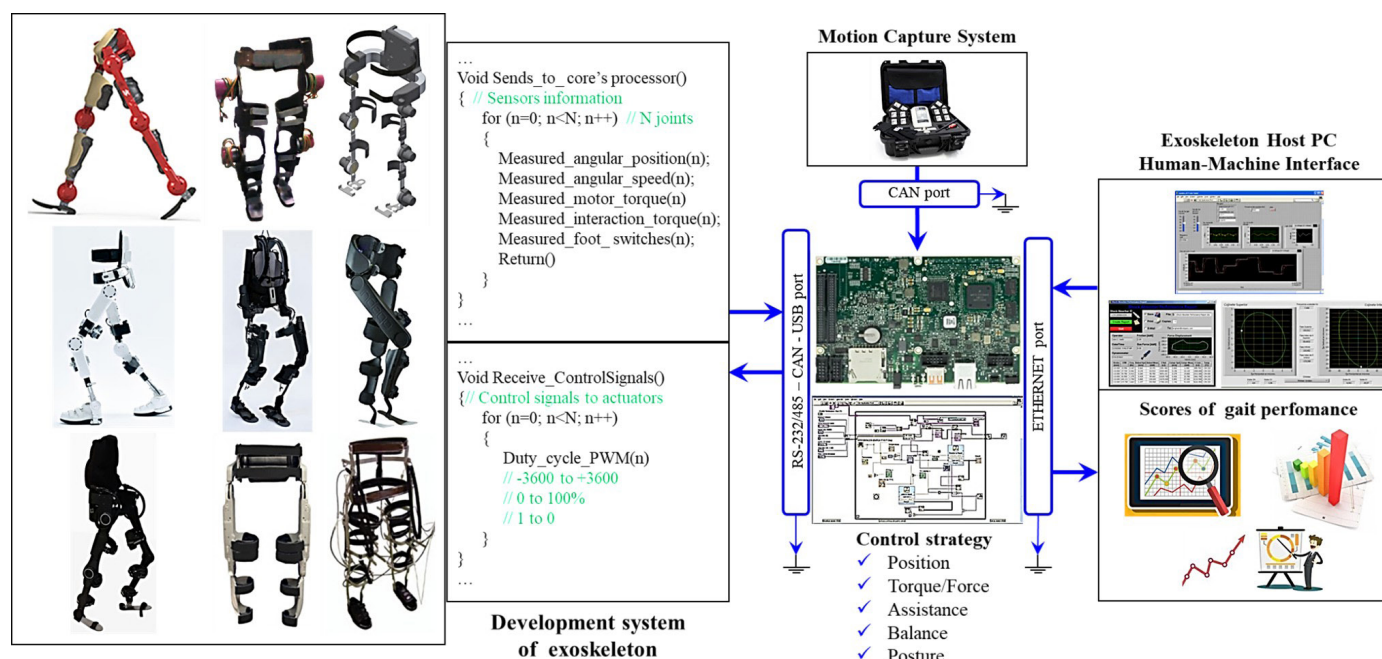 …
Void Sends_to_core's processor()
{ // Sensors information
for (n=0; n<N; n++) // N joints
{
Measured_angular_position(n);
Measured_angular_speed(n);
Measured_motor_torque(n)
Measured_interaction_torque(n);
Measured_foot_ switches(n);
Return()
}
}
…
…
Void Receive_ControlSignals()
{// Control signals to actuators
for (n=0; n<N; n++)
{
Duty_cycle_PWM(n)
// -3600 to +3600
// 0 to 100%
// 1 to 0
}
}
…
Development system
of exoskeleton
Motion Capture System
CAN port
RS-232/485 – CAN - USB port
ETHERNET port
Control strategy
✓ Position
✓ Torque/Force
✓ Assistance
✓ Balance
✓ Posture
Exoskeleton Host PC
Human-Machine Interface
Scores of gait perfomance